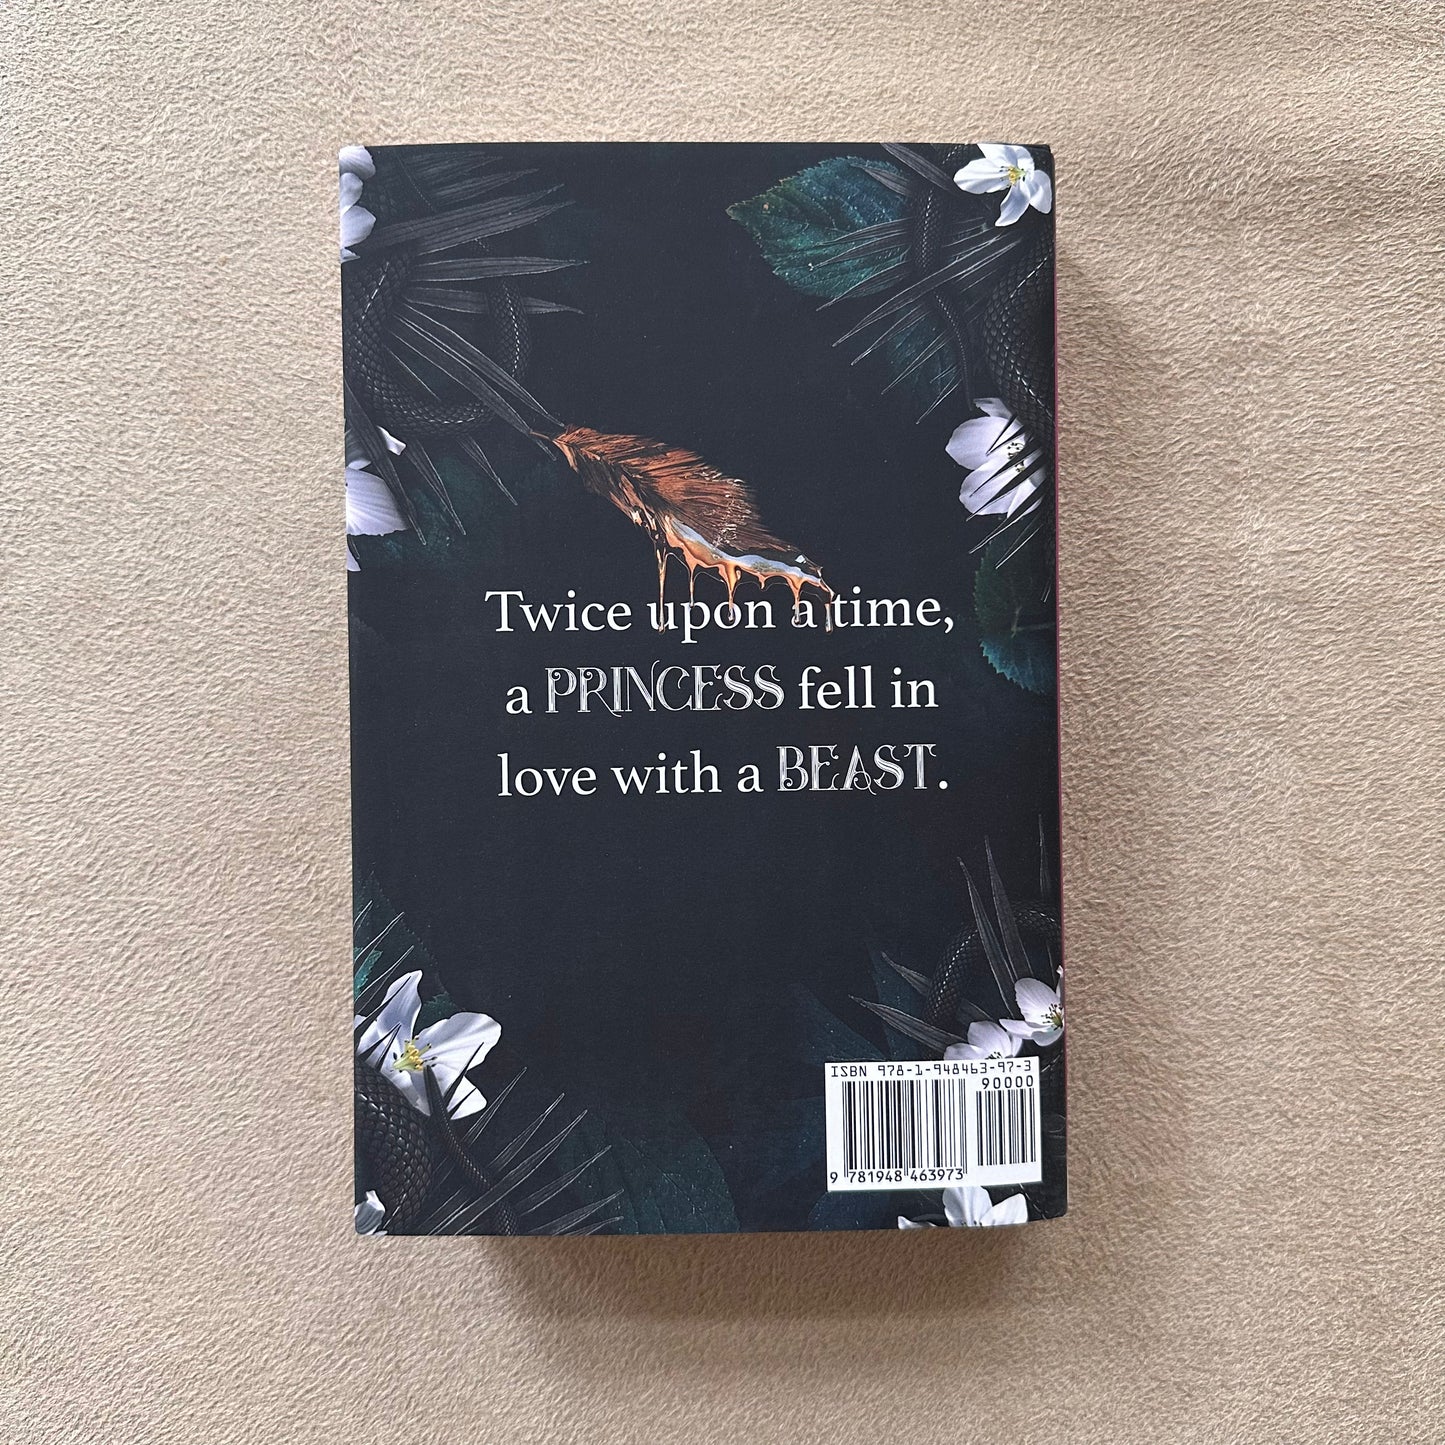 Twice upon a time,
a PRINCESS fell in
love with a BEAST.
ISBN 978-1-948463-97-3
90000
9 781948 463973